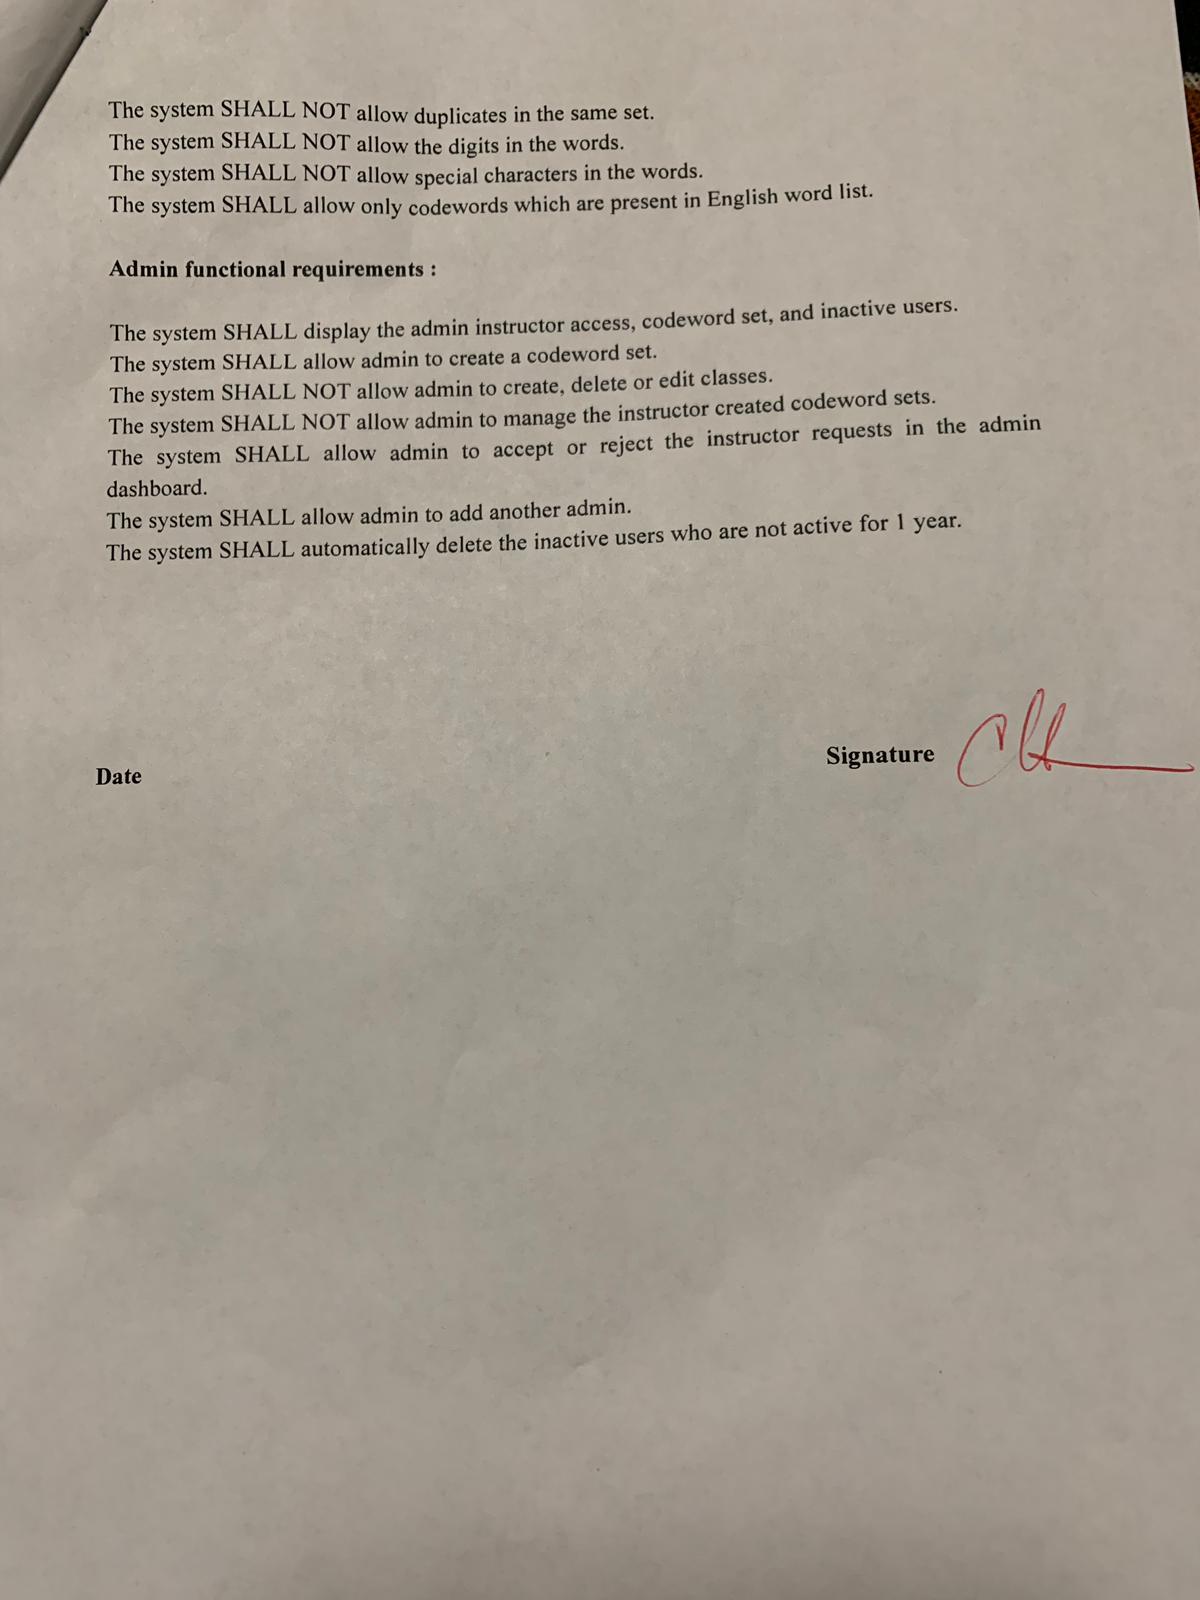 The system SHALL NOT allow duplicates in the same set.
The system SHALL NOT allow the digits in the words.
The system SHALL NOT allow special characters in the words.
The system SHALL allow only codewords which are present in English word list.
Admin functional requirements :
The system SHALL display the admin instructor access, codeword set, and inactive users.
The system SHALL allow admin to create a codeword set.
The system SHALL NOT allow admin to create, delete or edit classes.
The system SHALL NOT allow admin to manage the instructor created codeword sets.
The system SHALL allow admin to accept or reject the instructor requests in the admin
dashboard.
The system SHALL allow admin to add another admin.
The system SHALL automatically delete the inactive users who are not active for 1 year.
Signature
Date